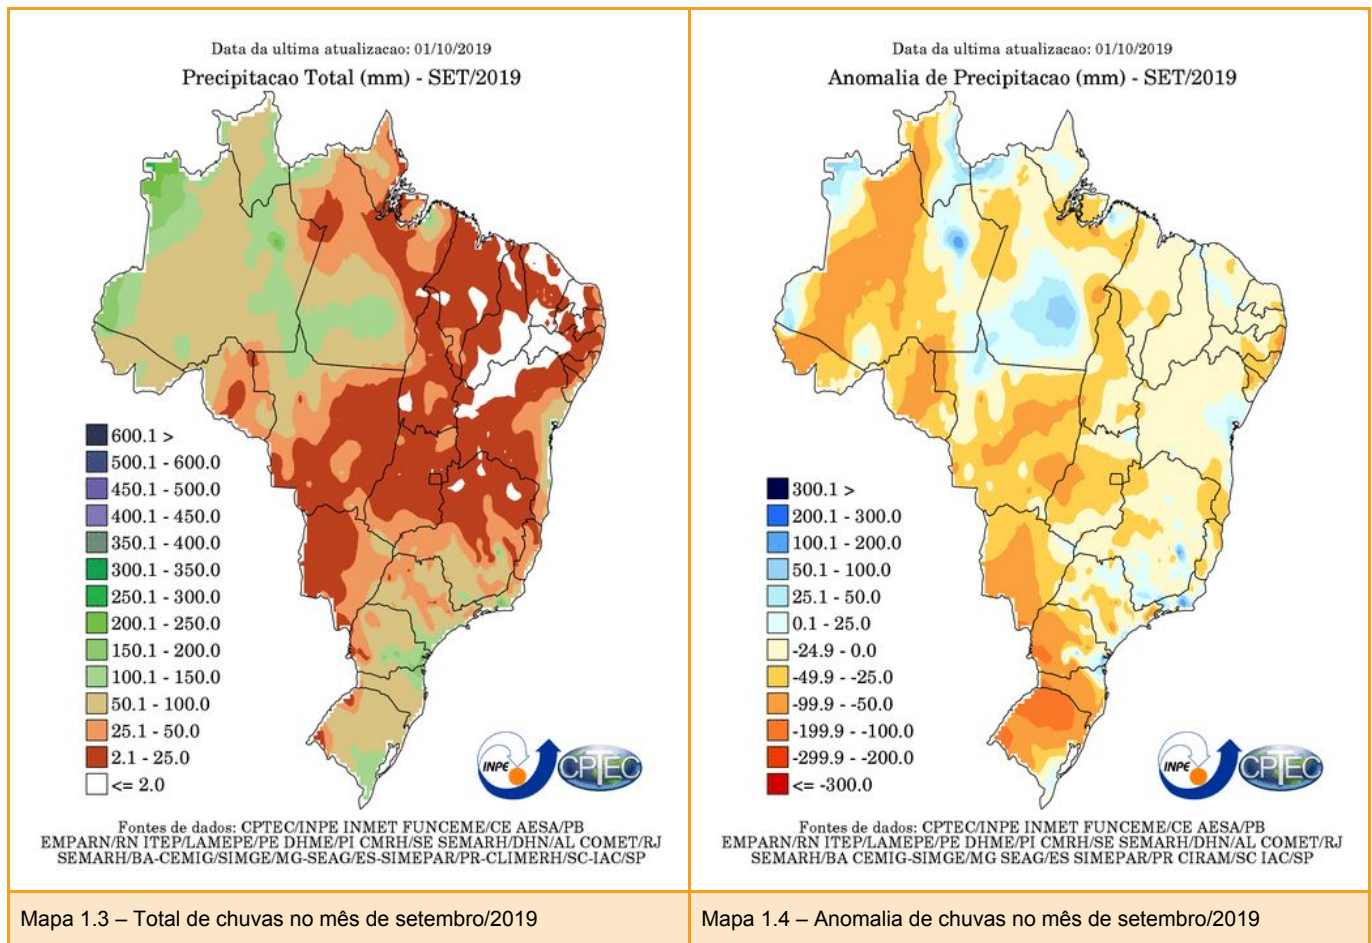 Data da ultima atualizacao: 01/10/2019
Precipitacao Total (mm) - SET/2019
600.1 >
500.1 - 600.0
450.1 - 500.0
400.1 - 450.0
350.1 - 400.0
300.1 - 350.0
250.1 - 300.0
200.1 - 250.0
150.1 - 200.0
100.1 - 150.0
50.1 - 100.0
25.1 - 50.0
2.1 - 25.0
<= 2.0
INPE
CPTEC
Fontes de dados: CPTEC/INPE INMET FUNCEME/CE AESA/PB
EMPARN/RN ITEP/LAMEPE/PE DHME/PI CMRH/SE SEMARH/DHN/AL COMET/RJ
SEMARH/BA-CEMIG/SIMGE/MG-SEAG/ES-SIMEPAR/PR-CLIMERH/SC-IAC/SP
Mapa 1.3 – Total de chuvas no mês de setembro/2019
Data da ultima atualizacao: 01/10/2019
Anomalia de Precipitacao (mm) - SET/2019
300.1 >
200.1 - 300.0
100.1 - 200.0
50.1 - 100.0
25.1 - 50.0
0.1 - 25.0
-24.9 - 0.0
-49.9 - -25.0
-99.9 - -50.0
-199.9 - -100.0
-299.9 - -200.0
<= -300.0
INPE
CPTEC
Fontes de dados: CPTEC/INPE INMET FUNCEME/CE AESA/PB
EMPARN/RN ITEP/LAMEPE/PE DHME/PI CMRH/SE SEMARH/DHN/AL COMET/RJ
SEMARH/BA CEMIG-SIMGE/MG SEAG/ES SIMEPAR/PR CIRAM/SC IAC/SP
Mapa 1.4 – Anomalia de chuvas no mês de setembro/2019